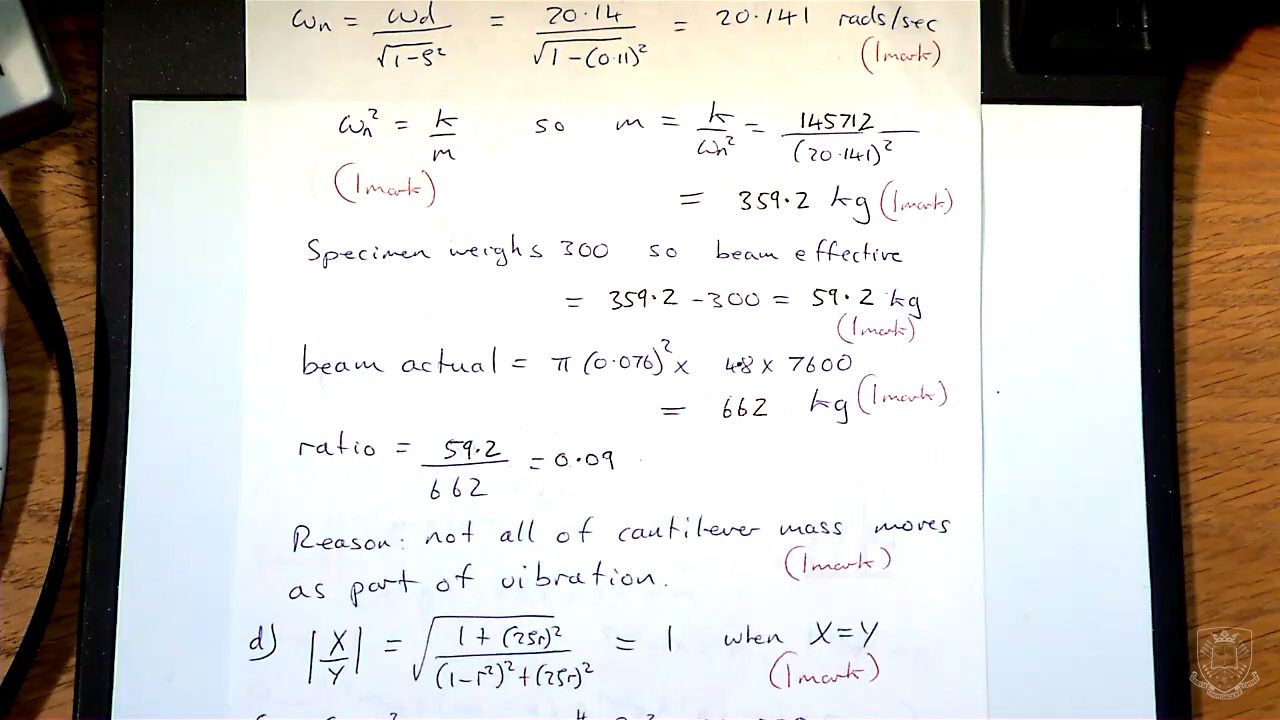 ωn = ωd / √1-ζ² = 20.14 / √1-(0.11)² = 20.141 rads/sec
(1mark)
ωn² = k/m so m = k/ωn² = 145712 / (20.141)²
(1mark)
= 359.2 kg (1mark)
Specimen weighs 300 so beam effective
= 359.2 - 300 = 59.2 kg
(1mark)
beam actual = π (0.076)² × 4.8 × 7600
= 662 kg (1mark)
ratio = 59.2 / 662 = 0.09
Reason: not all of cantilever mass moves
(1mark)
as part of vibration.
d) |X/Y| = √ 1 + (2ζr)² / (1-r²)² + (2ζr)² = 1 when X=Y
(1mark)